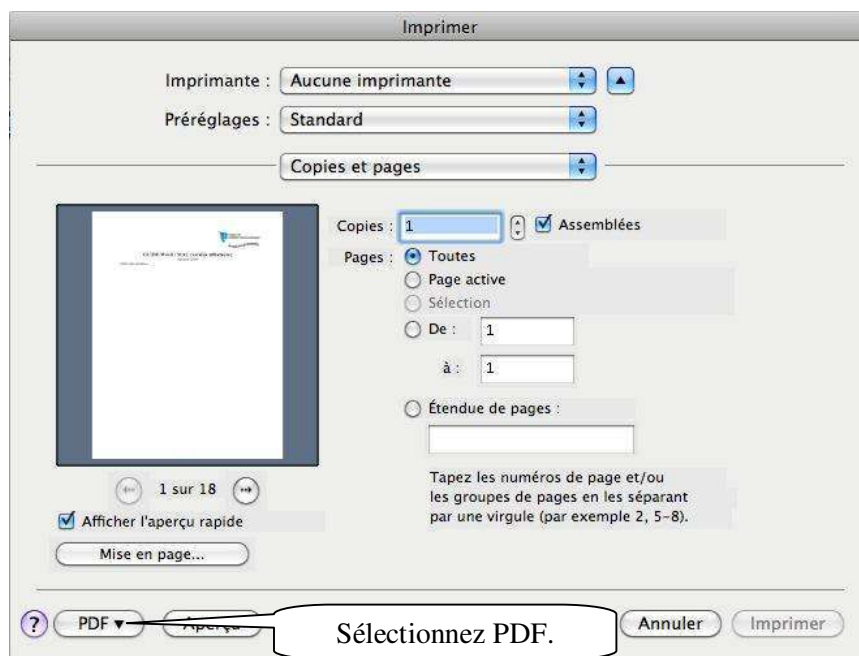 Imprimer
Imprimante : Aucune imprimante
Préréglages : Standard
Copies et pages
Copies : 1 Assemblées
Pages : Toutes
Page active
Sélection
De : 1
à : 1
Étendue de pages :
Tapez les numéros de page et/ou
les groupes de pages en les séparant
par une virgule (par exemple 2, 5-8).
1 sur 18
Afficher l'aperçu rapide
Mise en page...
? PDF Aperçu Annuler Imprimer
Sélectionnez PDF.